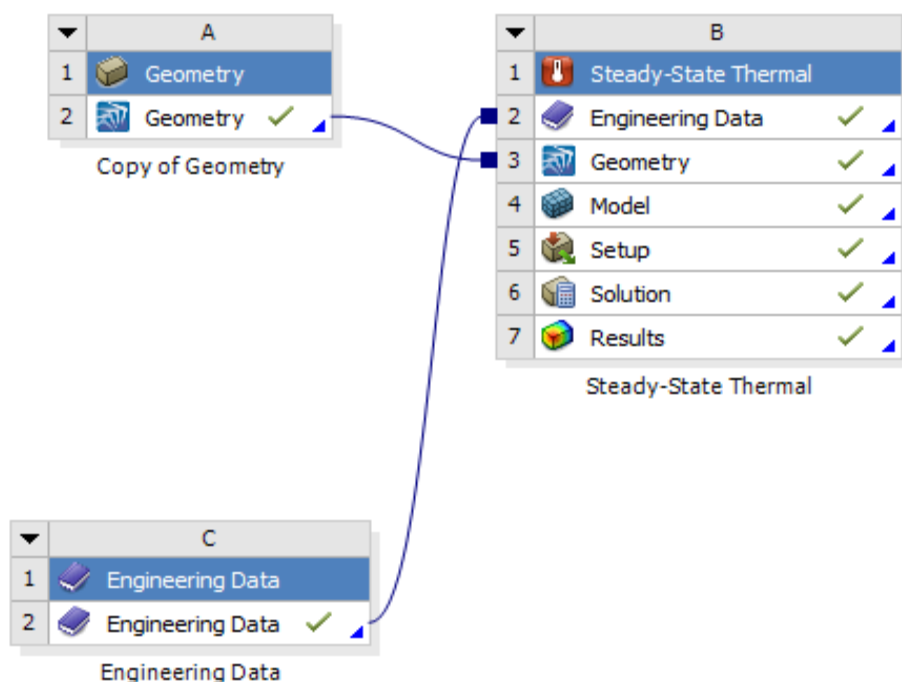 A
1 Geometry
2 Geometry
Copy of Geometry
B
1 Steady-State Thermal
2 Engineering Data
3 Geometry
4 Model
5 Setup
6 Solution
7 Results
Steady-State Thermal
C
1 Engineering Data
2 Engineering Data
Engineering Data